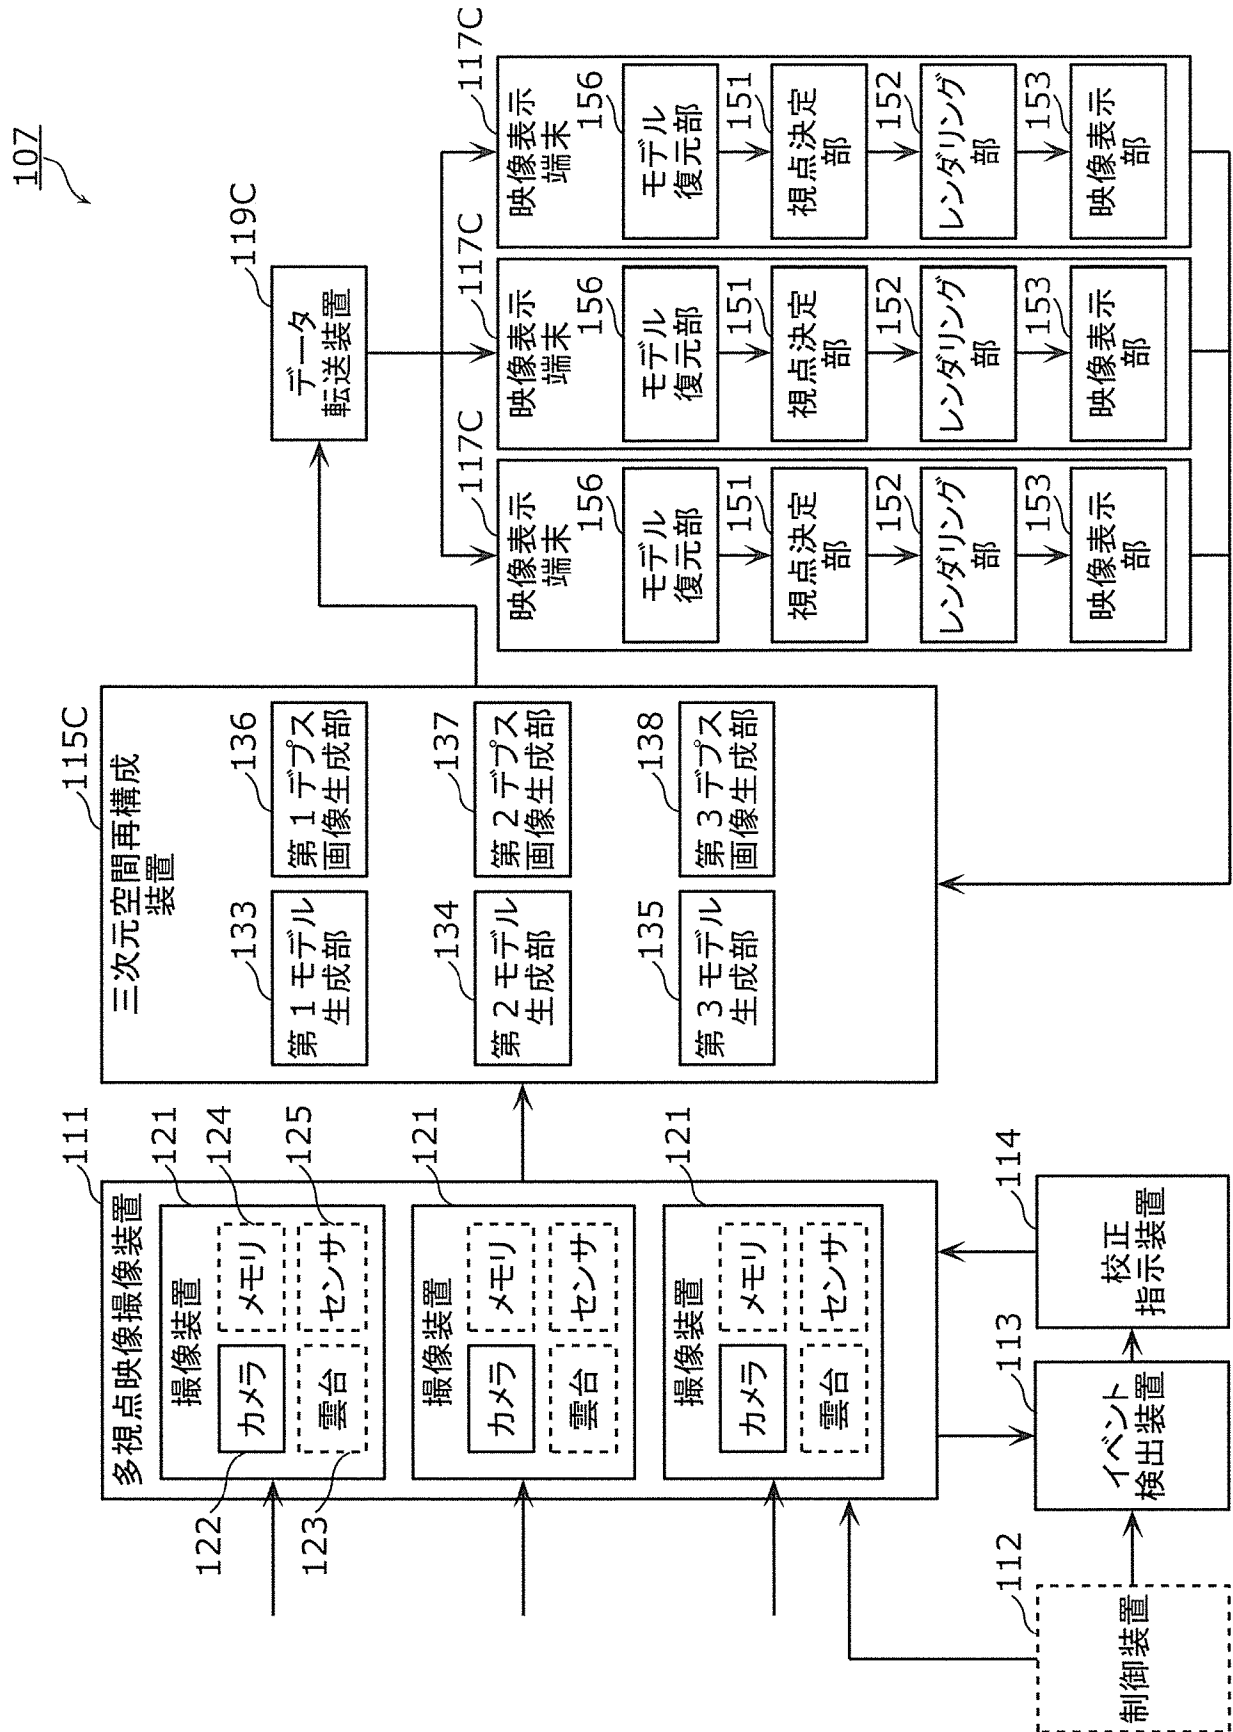 107
111
多視点映像撮像装置
121
撮像装置
122
カメラ
124
メモリ
123
雲台
125
センサ
121
撮像装置
カメラ
メモリ
雲台
センサ
121
撮像装置
カメラ
メモリ
雲台
センサ
112
制御装置
113
イベント
検出装置
114
校正
指示装置
115C
三次元空間再構成
装置
133
第1モデル
生成部
136
第1デプス
画像生成部
134
第2モデル
生成部
137
第2デプス
画像生成部
135
第3モデル
生成部
138
第3デプス
画像生成部
119C
データ
転送装置
117C
映像表示
端末
156
モデル
復元部
151
視点決定
部
152
レンダリング
部
153
映像表示
部
117C
映像表示
端末
156
モデル
復元部
151
視点決定
部
152
レンダリング
部
153
映像表示
部
117C
映像表示
端末
156
モデル
復元部
151
視点決定
部
152
レンダリング
部
153
映像表示
部